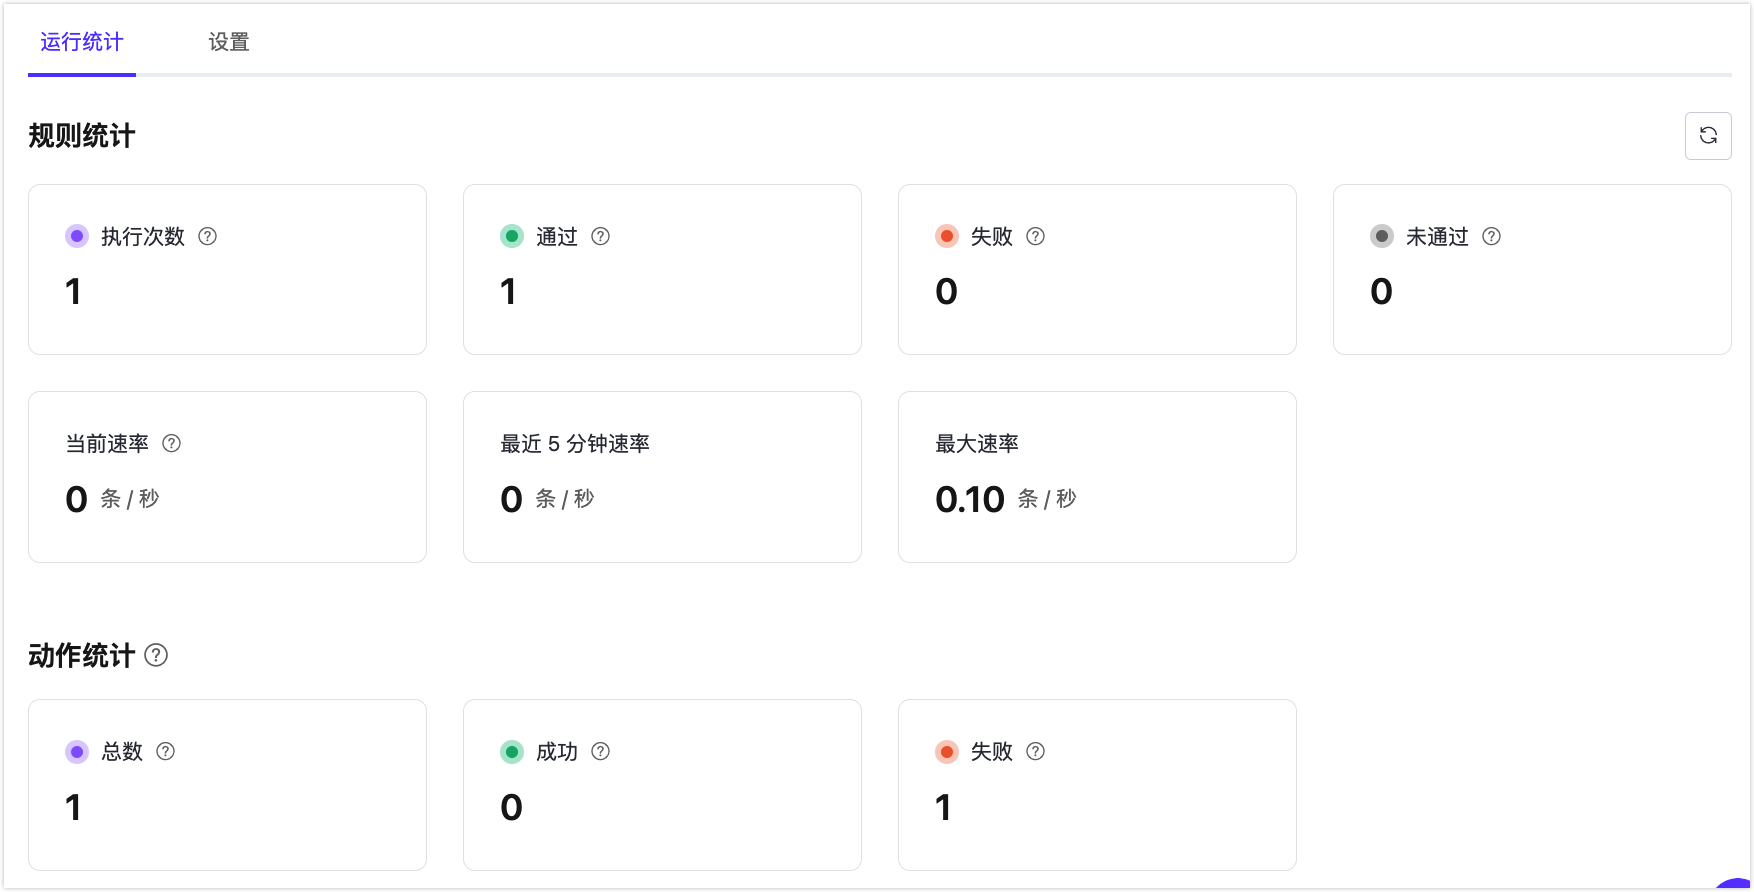 运行统计 设置
规则统计
执行次数 ? 通过 ? 失败 ? 未通过 ?
1 1 0 0
当前速率 ? 最近 5 分钟速率 最大速率
0 条 / 秒 0 条 / 秒 0.10 条 / 秒
动作统计 ?
总数 ? 成功 ? 失败 ?
1 0 1